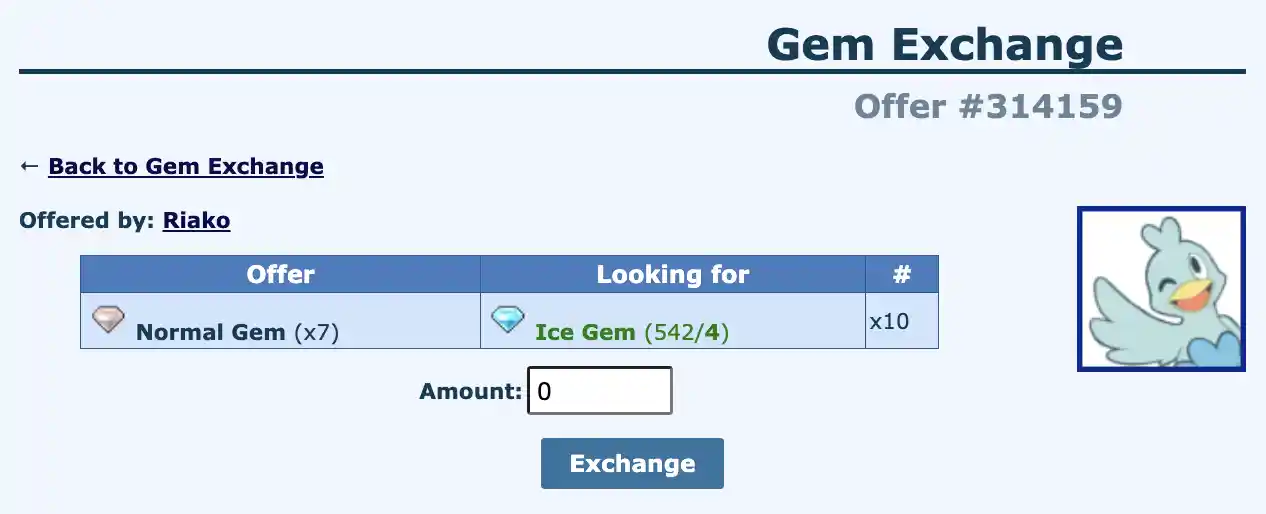 Gem Exchange
Offer #314159
← Back to Gem Exchange
Offered by: Riako
Offer Looking for #
Normal Gem (x7) Ice Gem (542/4) x10
Amount: 0
Exchange